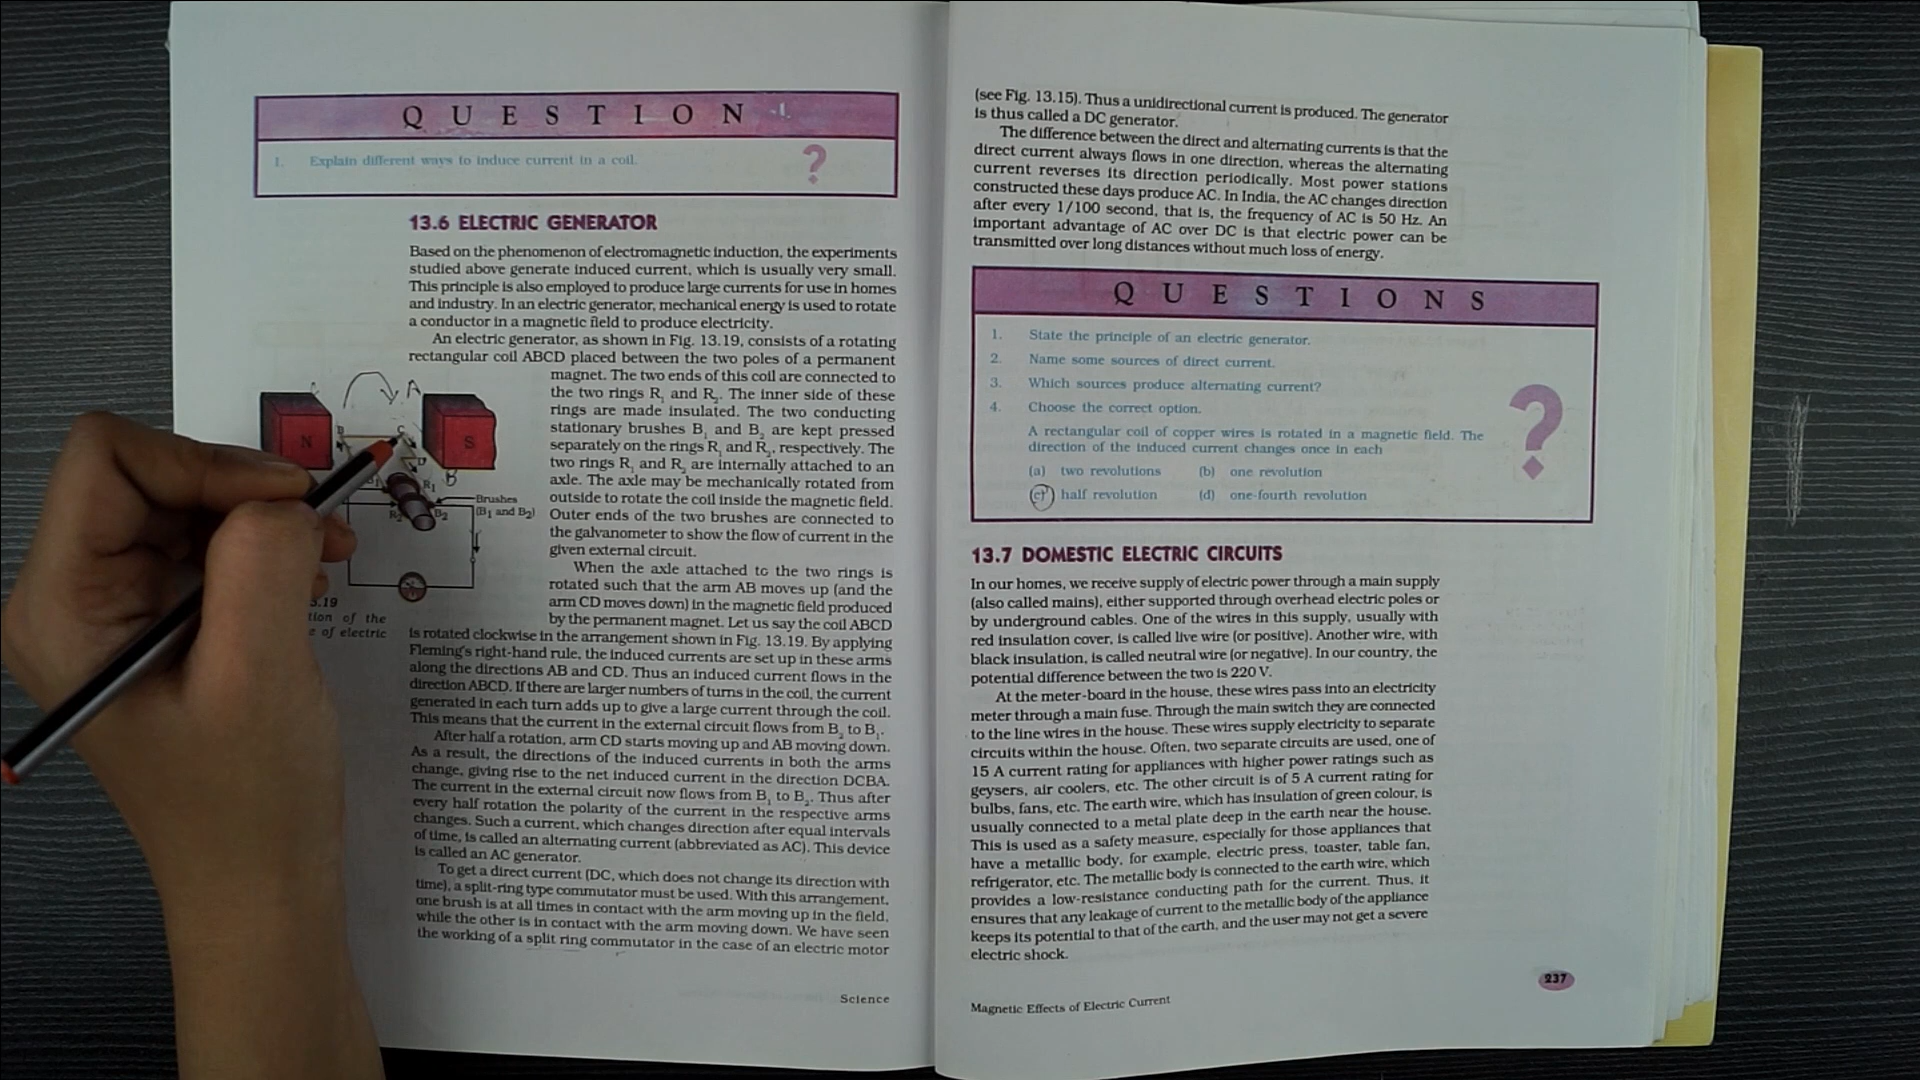 QUESTION
1. Explain different ways to induce current in a coil.
?
13.6 ELECTRIC GENERATOR
Based on the phenomenon of electromagnetic induction, the experiments
studied above generate induced current, which is usually very small.
This principle is also employed to produce large currents for use in homes
and industry. In an electric generator, mechanical energy is used to rotate
a conductor in a magnetic field to produce electricity.
An electric generator, as shown in Fig. 13.19, consists of a rotating
rectangular coil ABCD placed between the two poles of a permanent
magnet. The two ends of this coil are connected to
the two rings R1 and R2. The inner side of these
rings are made insulated. The two conducting
stationary brushes B1 and B2 are kept pressed
separately on the rings R1 and R2, respectively. The
two rings R1 and R2 are internally attached to an
axle. The axle may be mechanically rotated from
outside to rotate the coil inside the magnetic field.
Outer ends of the two brushes are connected to
the galvanometer to show the flow of current in the
given external circuit.
When the axle attached to the two rings is
rotated such that the arm AB moves up (and the
arm CD moves down) in the magnetic field produced
by the permanent magnet. Let us say the coil ABCD
is rotated clockwise in the arrangement shown in Fig. 13.19. By applying
Fleming's right-hand rule, the induced currents are set up in these arms
along the directions AB and CD. Thus an induced current flows in the
direction ABCD. If there are larger numbers of turns in the coil, the current
generated in each turn adds up to give a large current through the coil.
This means that the current in the external circuit flows from B2 to B1.
After half a rotation, arm CD starts moving up and AB moving down.
As a result, the directions of the induced currents in both the arms
change, giving rise to the net induced current in the direction DCBA.
The current in the external circuit now flows from B1 to B2. Thus after
every half rotation the polarity of the current in the respective arms
changes. Such a current, which changes direction after equal intervals
of time, is called an alternating current (abbreviated as AC). This device
is called an AC generator.
To get a direct current (DC, which does not change its direction with
time), a split-ring type commutator must be used. With this arrangement,
one brush is at all times in contact with the arm moving up in the field,
while the other is in contact with the arm moving down. We have seen
the working of a split ring commutator in the case of an electric motor
A
N
B
C
S
D
B
R1
Brushes
(B1 and B2)
R2
B2
3.19
tion of the
e of electric
Science
(see Fig. 13.15). Thus a unidirectional current is produced. The generator
is thus called a DC generator.
The difference between the direct and alternating currents is that the
direct current always flows in one direction, whereas the alternating
current reverses its direction periodically. Most power stations
constructed these days produce AC. In India, the AC changes direction
after every 1/100 second, that is, the frequency of AC is 50 Hz. An
important advantage of AC over DC is that electric power can be
transmitted over long distances without much loss of energy.
QUESTIONS
1. State the principle of an electric generator.
2. Name some sources of direct current.
3. Which sources produce alternating current?
4. Choose the correct option.
A rectangular coil of copper wires is rotated in a magnetic field. The
direction of the induced current changes once in each
(a) two revolutions (b) one revolution
(c) half revolution (d) one-fourth revolution
?
13.7 DOMESTIC ELECTRIC CIRCUITS
In our homes, we receive supply of electric power through a main supply
(also called mains), either supported through overhead electric poles or
by underground cables. One of the wires in this supply, usually with
red insulation cover, is called live wire (or positive). Another wire, with
black insulation, is called neutral wire (or negative). In our country, the
potential difference between the two is 220 V.
At the meter-board in the house, these wires pass into an electricity
meter through a main fuse. Through the main switch they are connected
to the line wires in the house. These wires supply electricity to separate
circuits within the house. Often, two separate circuits are used, one of
15 A current rating for appliances with higher power ratings such as
geysers, air coolers, etc. The other circuit is of 5 A current rating for
bulbs, fans, etc. The earth wire, which has insulation of green colour, is
usually connected to a metal plate deep in the earth near the house.
This is used as a safety measure, especially for those appliances that
have a metallic body, for example, electric press, toaster, table fan,
refrigerator, etc. The metallic body is connected to the earth wire, which
provides a low-resistance conducting path for the current. Thus, it
ensures that any leakage of current to the metallic body of the appliance
keeps its potential to that of the earth, and the user may not get a severe
electric shock.
237
Magnetic Effects of Electric Current